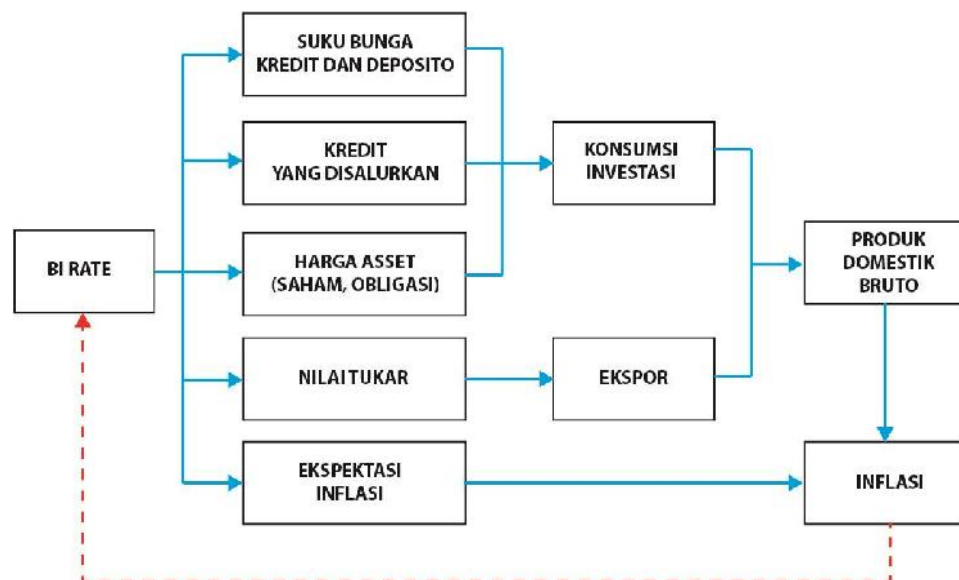 SUKU BUNGA
KREDIT DAN DEPOSITO
KREDIT
YANG DISALURKAN
KONSUMSI
INVESTASI
BI RATE
HARGA ASSET
(SAHAM, OBLIGASI)
PRODUK
DOMESTIK
BRUTO
NILAI TUKAR
EKSPOR
EKSPEKTASI
INFLASI
INFLASI